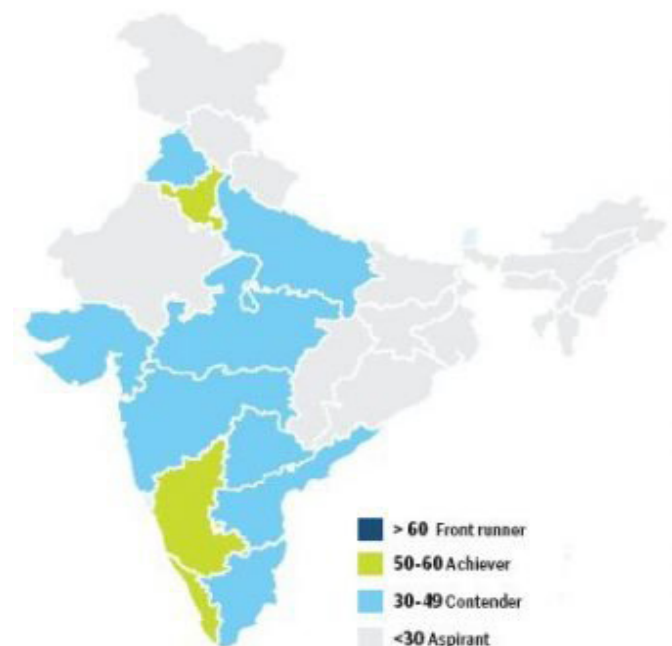 > 60 Front runner
50-60 Achiever
30-49 Contender
<30 Aspirant